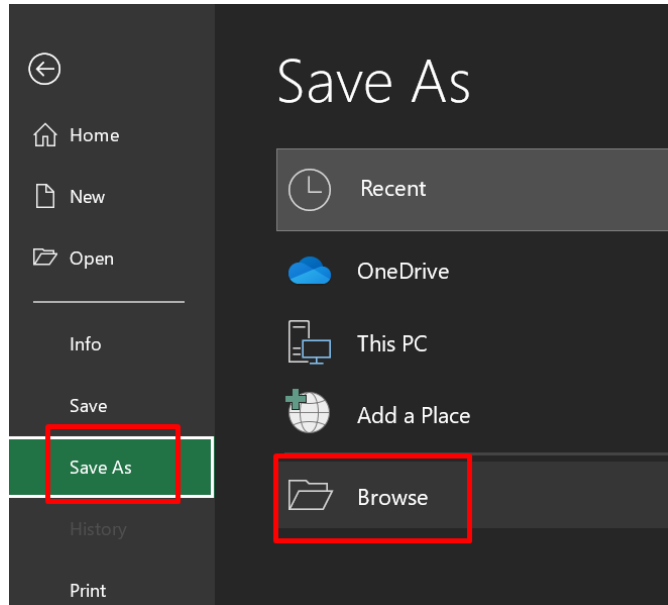 Save As
Home
New
Open
Info
Save
Save As
History
Print
Recent
OneDrive
This PC
Add a Place
Browse